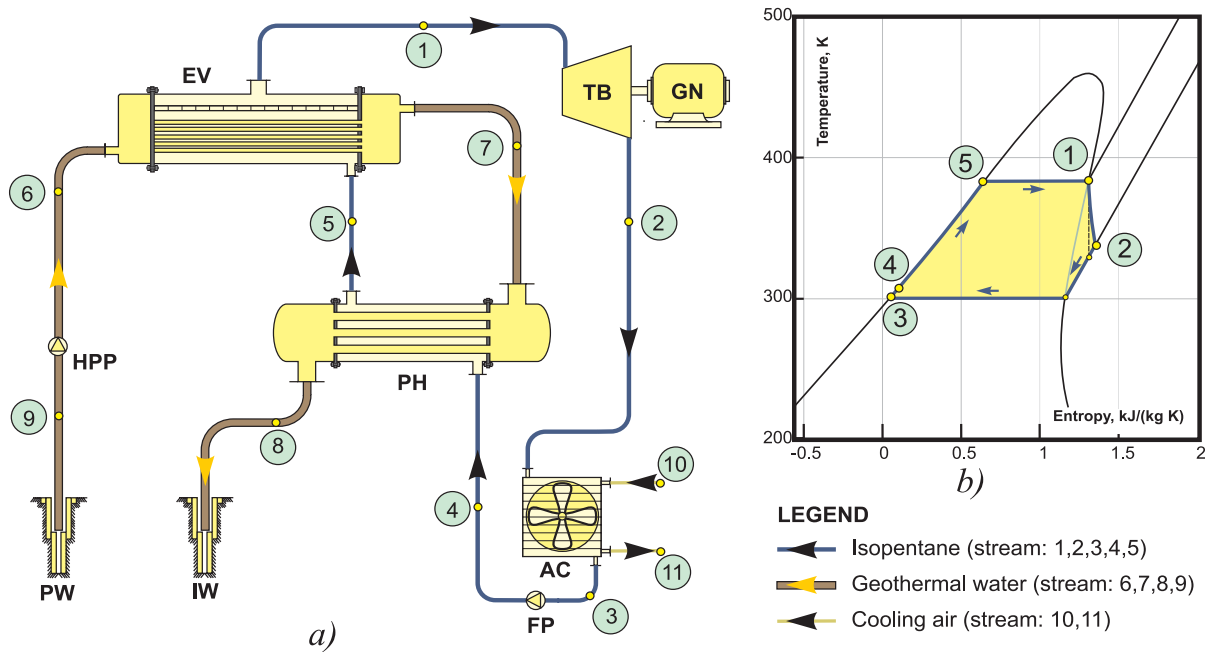 EV
1
TB
GN
6
7
5
2
HPP
PH
9
8
4
10
11
AC
3
FP
PW
IW
a)
500
400
300
200
Temperature, K
5
1
4
3
2
Entropy, kJ/(kg K)
-0.5
0
0.5
1
1.5
2
b)
LEGEND
Isopentane (stream: 1,2,3,4,5)
Geothermal water (stream: 6,7,8,9)
Cooling air (stream: 10,11)